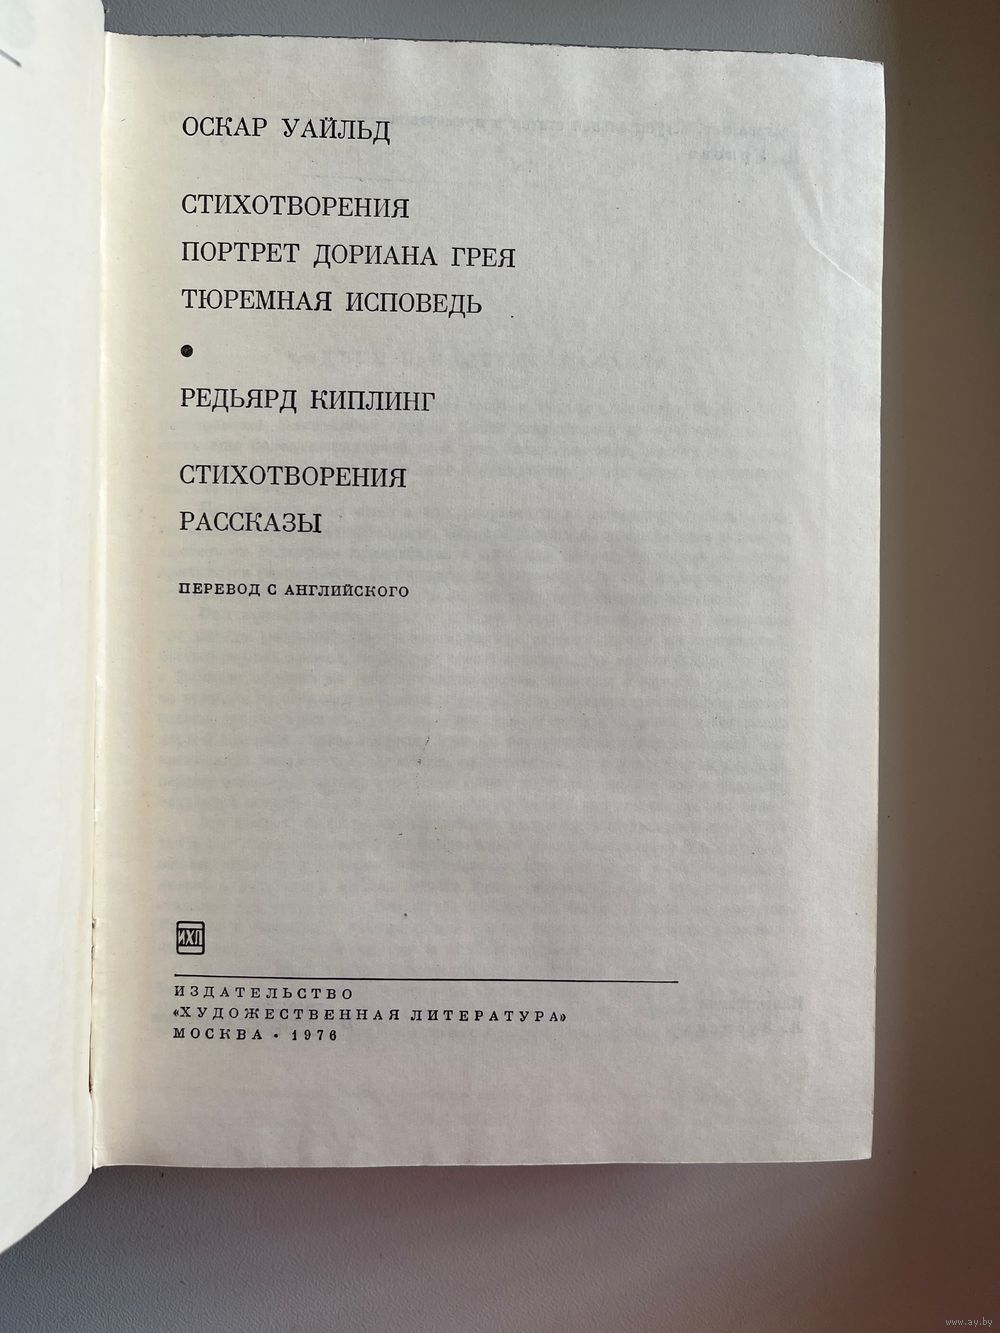 ОСКАР УАЙЛЬД
СТИХОТВОРЕНИЯ
ПОРТРЕТ ДОРИАНА ГРЕЯ
ТЮРЕМНАЯ ИСПОВЕДЬ
•
РЕДЬЯРД КИПЛИНГ
СТИХОТВОРЕНИЯ
РАССКАЗЫ
ПЕРЕВОД С АНГЛИЙСКОГО
ИХЛ
ИЗДАТЕЛЬСТВО
«ХУДОЖЕСТВЕННАЯ ЛИТЕРАТУРА»
МОСКВА • 1976
www.ay.by